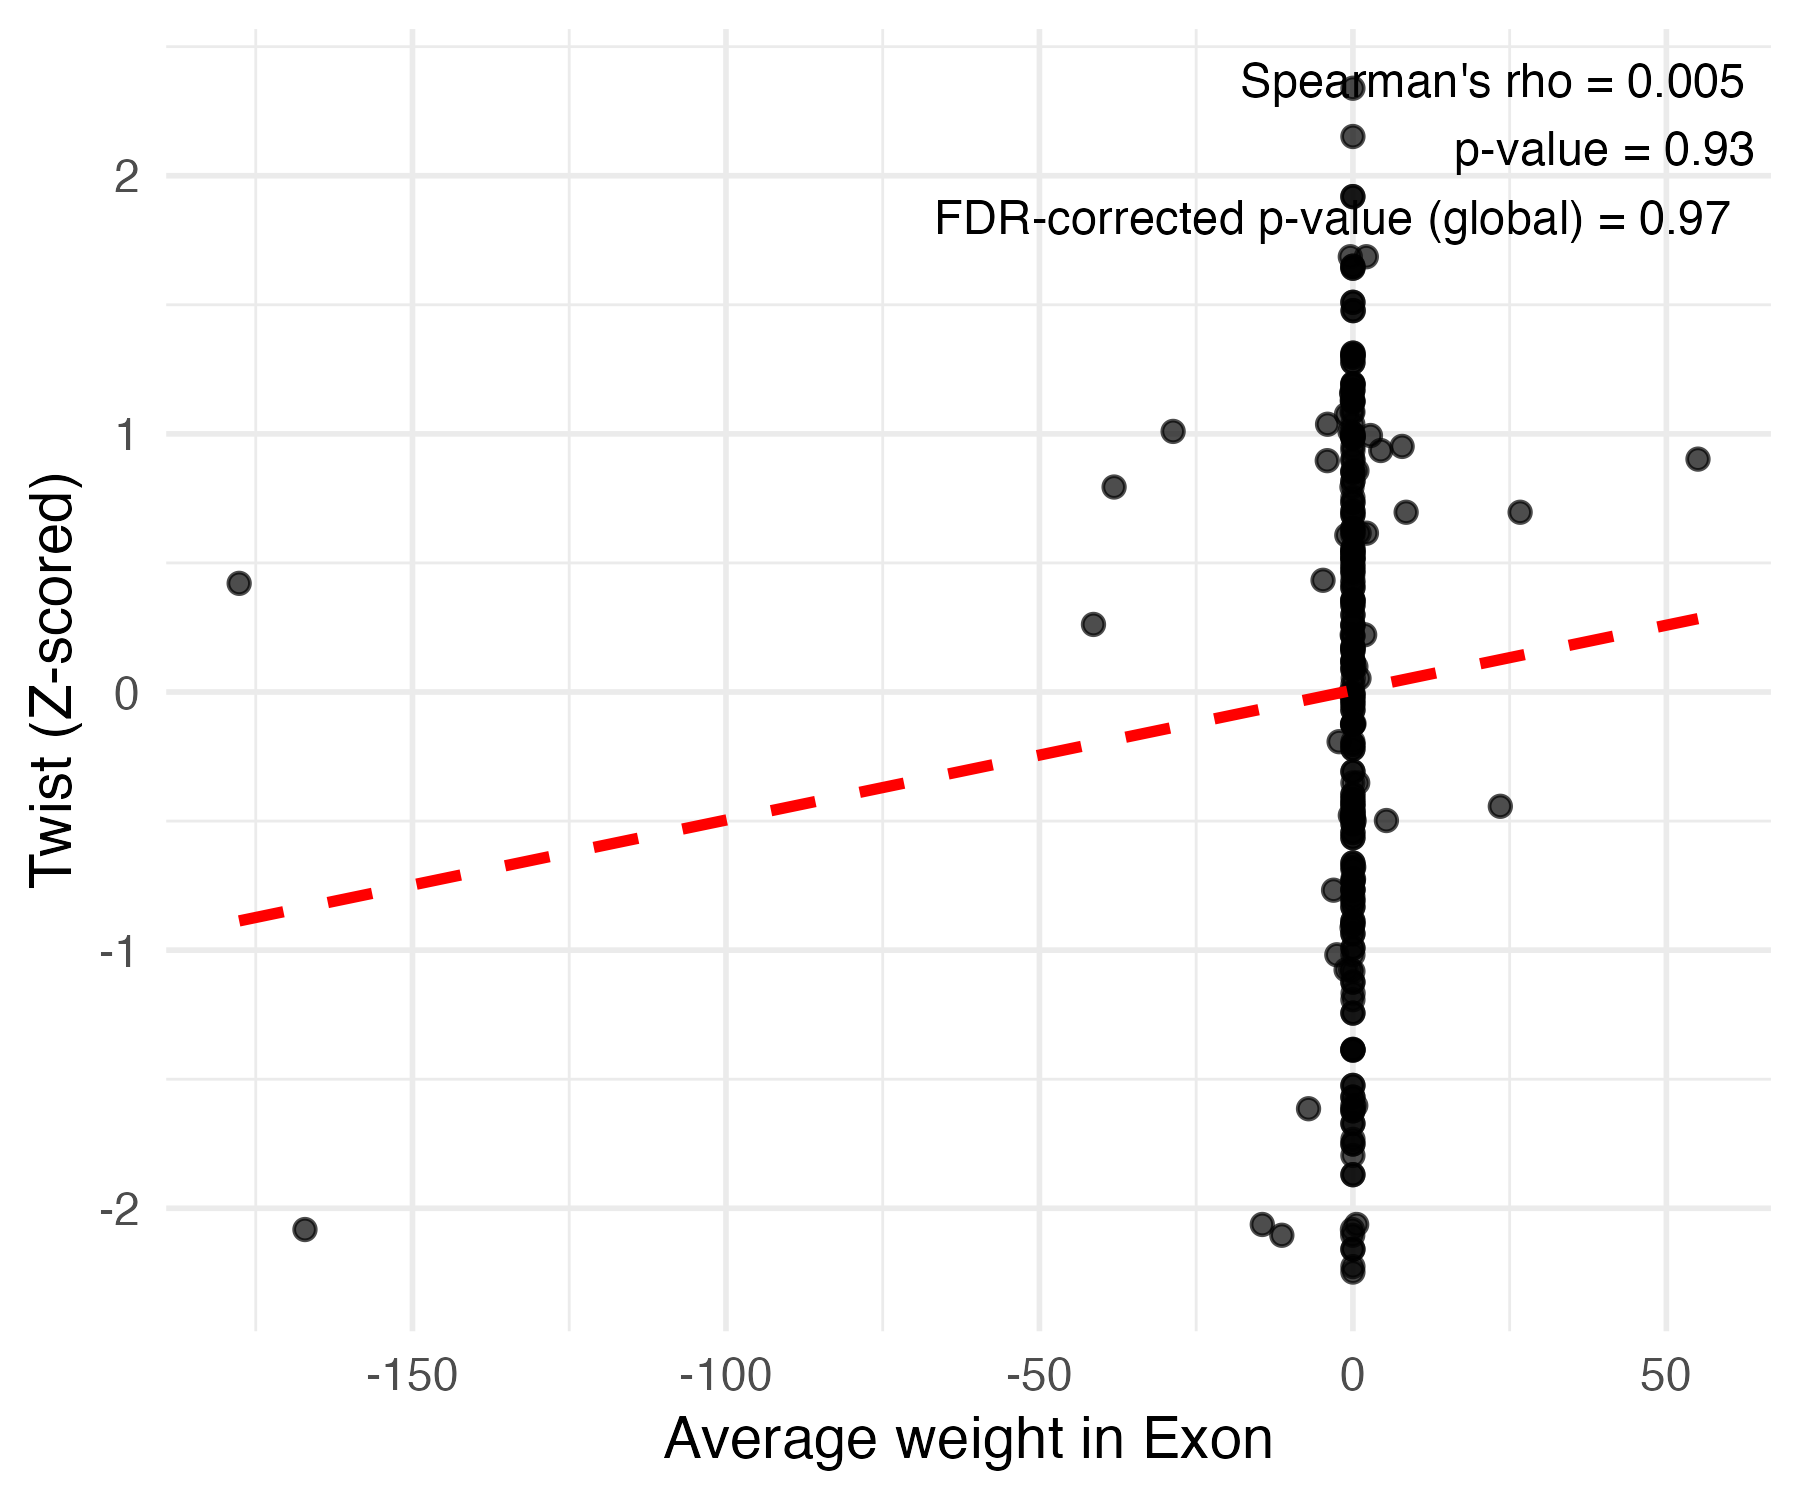 Spearman's rho = 0.005
p-value = 0.93
FDR-corrected p-value (global) = 0.97
Twist (Z-scored)
2
1
0
-1
-2
-150 -100 -50 0 50
Average weight in Exon